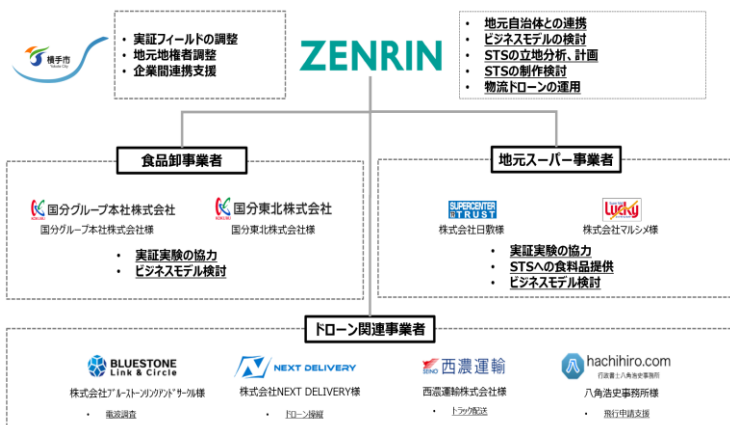 横手市
Yokote City
• 実証フィールドの調整
• 地元地権者調整
• 企業間連携支援
ZENRIN
• 地元自治体との連携
• ビジネスモデルの検討
• STSの立地分析、計画
• STSの制作検討
• 物流ドローンの運用
食品卸事業者
国分グループ本社株式会社
国分東北株式会社
国分グループ本社株式会社様
国分東北株式会社様
• 実証実験の協力
• ビジネスモデル検討
地元スーパー事業者
SUPERCENTER
TRUST
Lucky
株式会社日敷様
株式会社マルシメ様
• 実証実験の協力
• STSへの食料品提供
• ビジネスモデル検討
ドローン関連事業者
BLUESTONE
Link & Circle
NEXT DELIVERY
SEINO 西濃運輸
hachihiro.com
行政書士八角浩史事務所
株式会社ブルーストーンリンクアンドサークル様
株式会社NEXT DELIVERY様
西濃運輸株式会社様
八角浩史事務所様
• 電波調査
• ドローン操縦
• トラック配送
• 飛行申請支援